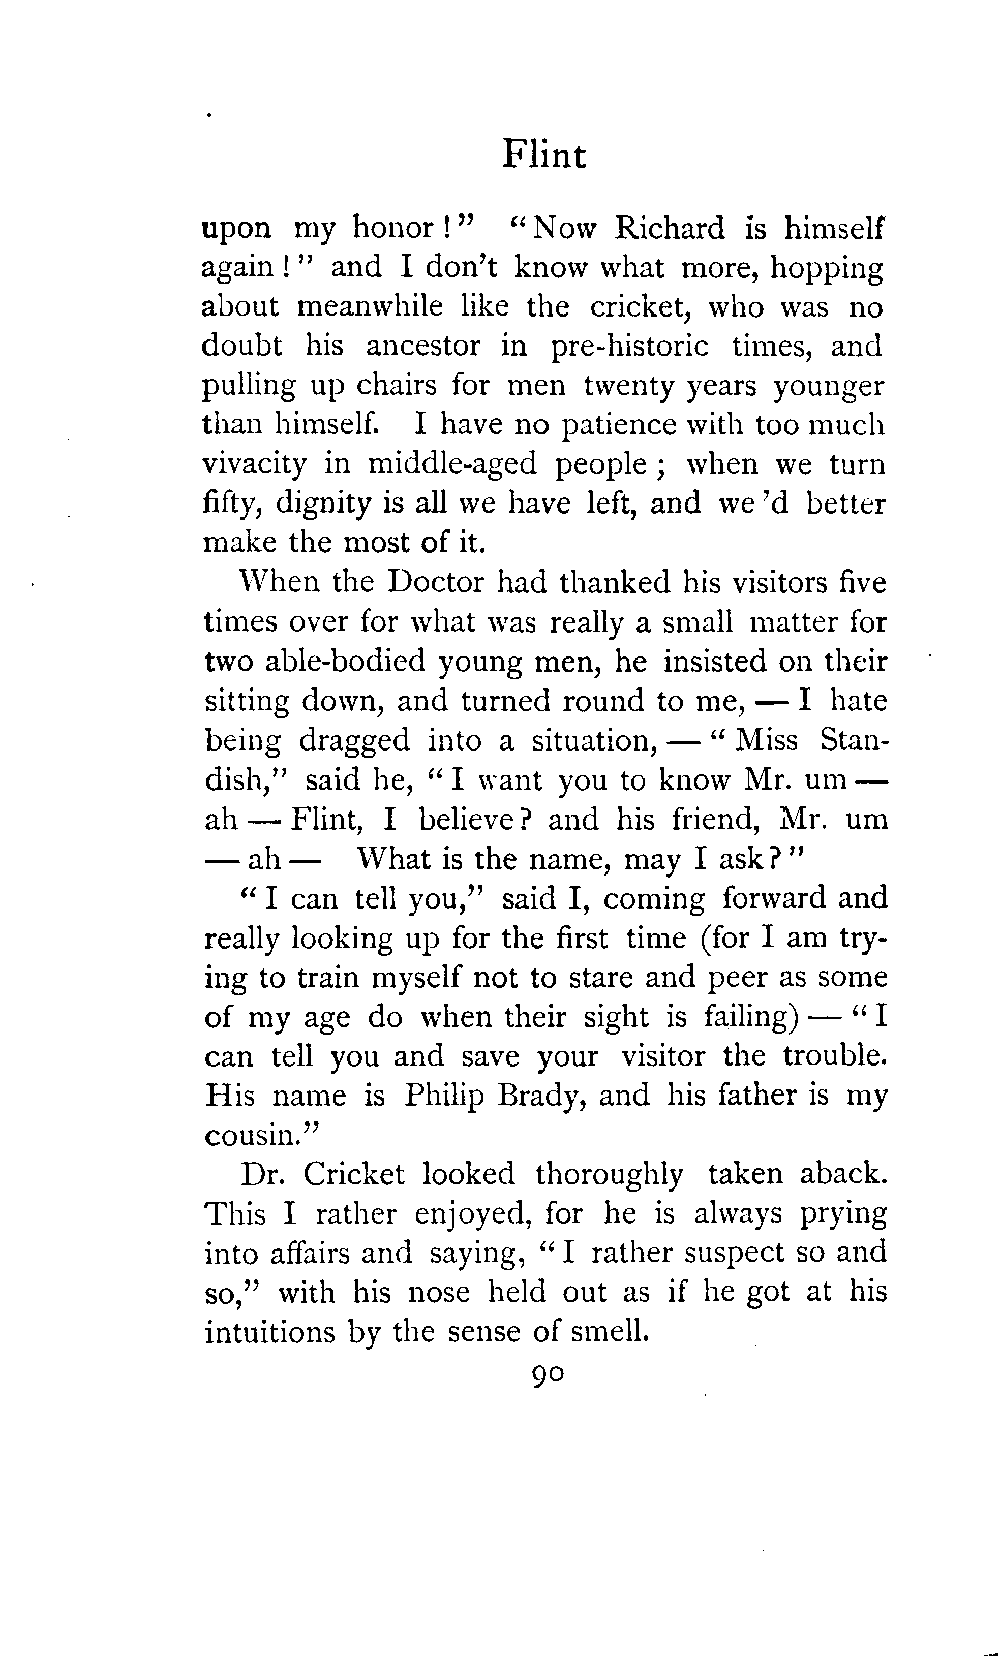 Flint
upon my honor!" "Now Richard is himself
again!" and I don't know what more, hopping
about meanwhile like the cricket, who was no
doubt his ancestor in pre-historic times, and
pulling up chairs for men twenty years younger
than himself. I have no patience with too much
vivacity in middle-aged people; when we turn
fifty, dignity is all we have left, and we'd better
make the most of it.
When the Doctor had thanked his visitors five
times over for what was really a small matter for
two able-bodied young men, he insisted on their
sitting down, and turned round to me, — I hate
being dragged into a situation, — "Miss Stan-
dish," said he, "I want you to know Mr. um —
ah — Flint, I believe? and his friend, Mr. um
— ah — What is the name, may I ask?"
"I can tell you," said I, coming forward and
really looking up for the first time (for I am try-
ing to train myself not to stare and peer as some
of my age do when their sight is failing) — "I
can tell you and save your visitor the trouble.
His name is Philip Brady, and his father is my
cousin."
Dr. Cricket looked thoroughly taken aback.
This I rather enjoyed, for he is always prying
into affairs and saying, "I rather suspect so and
so," with his nose held out as if he got at his
intuitions by the sense of smell.
90